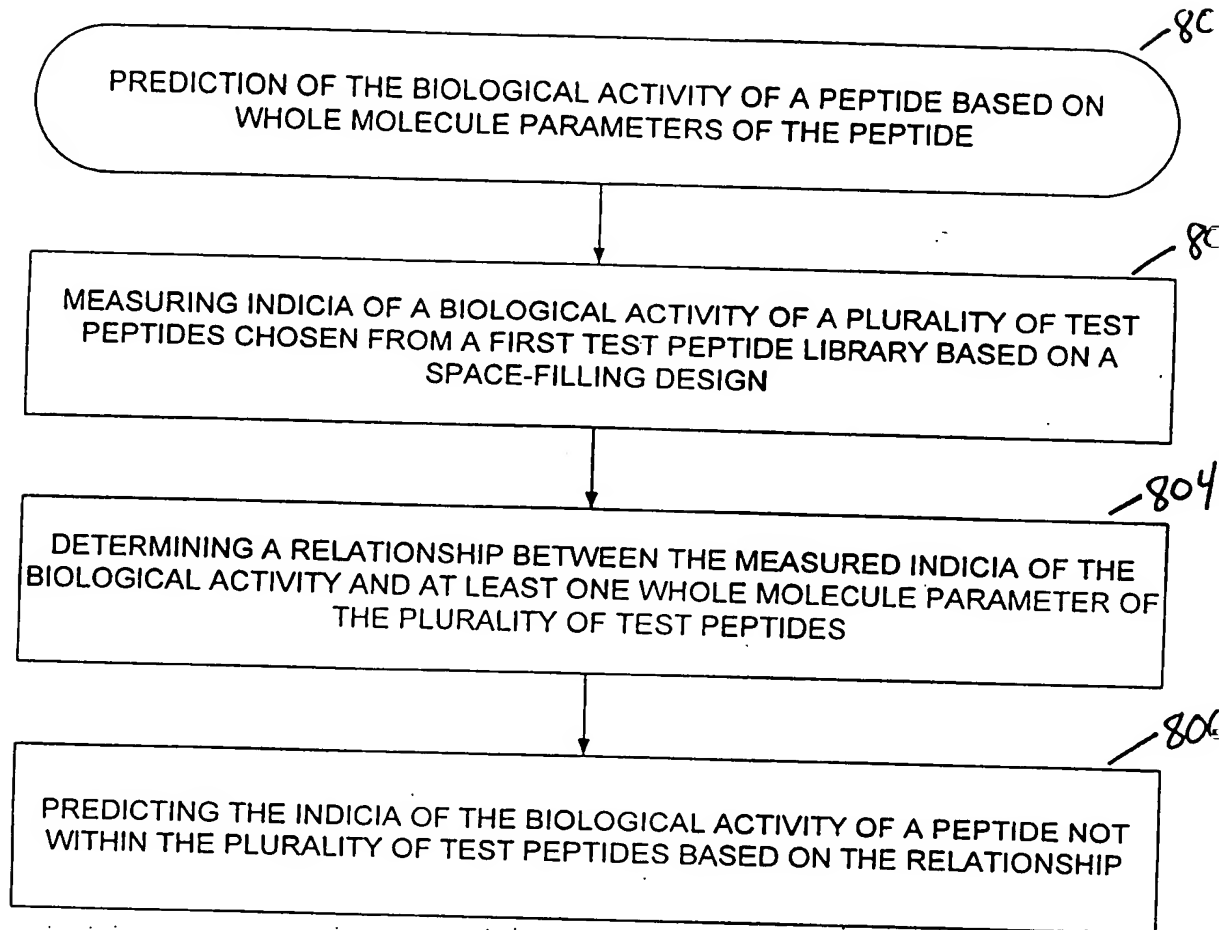 80
PREDICTION OF THE BIOLOGICAL ACTIVITY OF A PEPTIDE BASED ON
WHOLE MOLECULE PARAMETERS OF THE PEPTIDE
80
MEASURING INDICIA OF A BIOLOGICAL ACTIVITY OF A PLURALITY OF TEST
PEPTIDES CHOSEN FROM A FIRST TEST PEPTIDE LIBRARY BASED ON A
SPACE-FILLING DESIGN
804
DETERMINING A RELATIONSHIP BETWEEN THE MEASURED INDICIA OF THE
BIOLOGICAL ACTIVITY AND AT LEAST ONE WHOLE MOLECULE PARAMETER OF
THE PLURALITY OF TEST PEPTIDES
806
PREDICTING THE INDICIA OF THE BIOLOGICAL ACTIVITY OF A PEPTIDE NOT
WITHIN THE PLURALITY OF TEST PEPTIDES BASED ON THE RELATIONSHIP